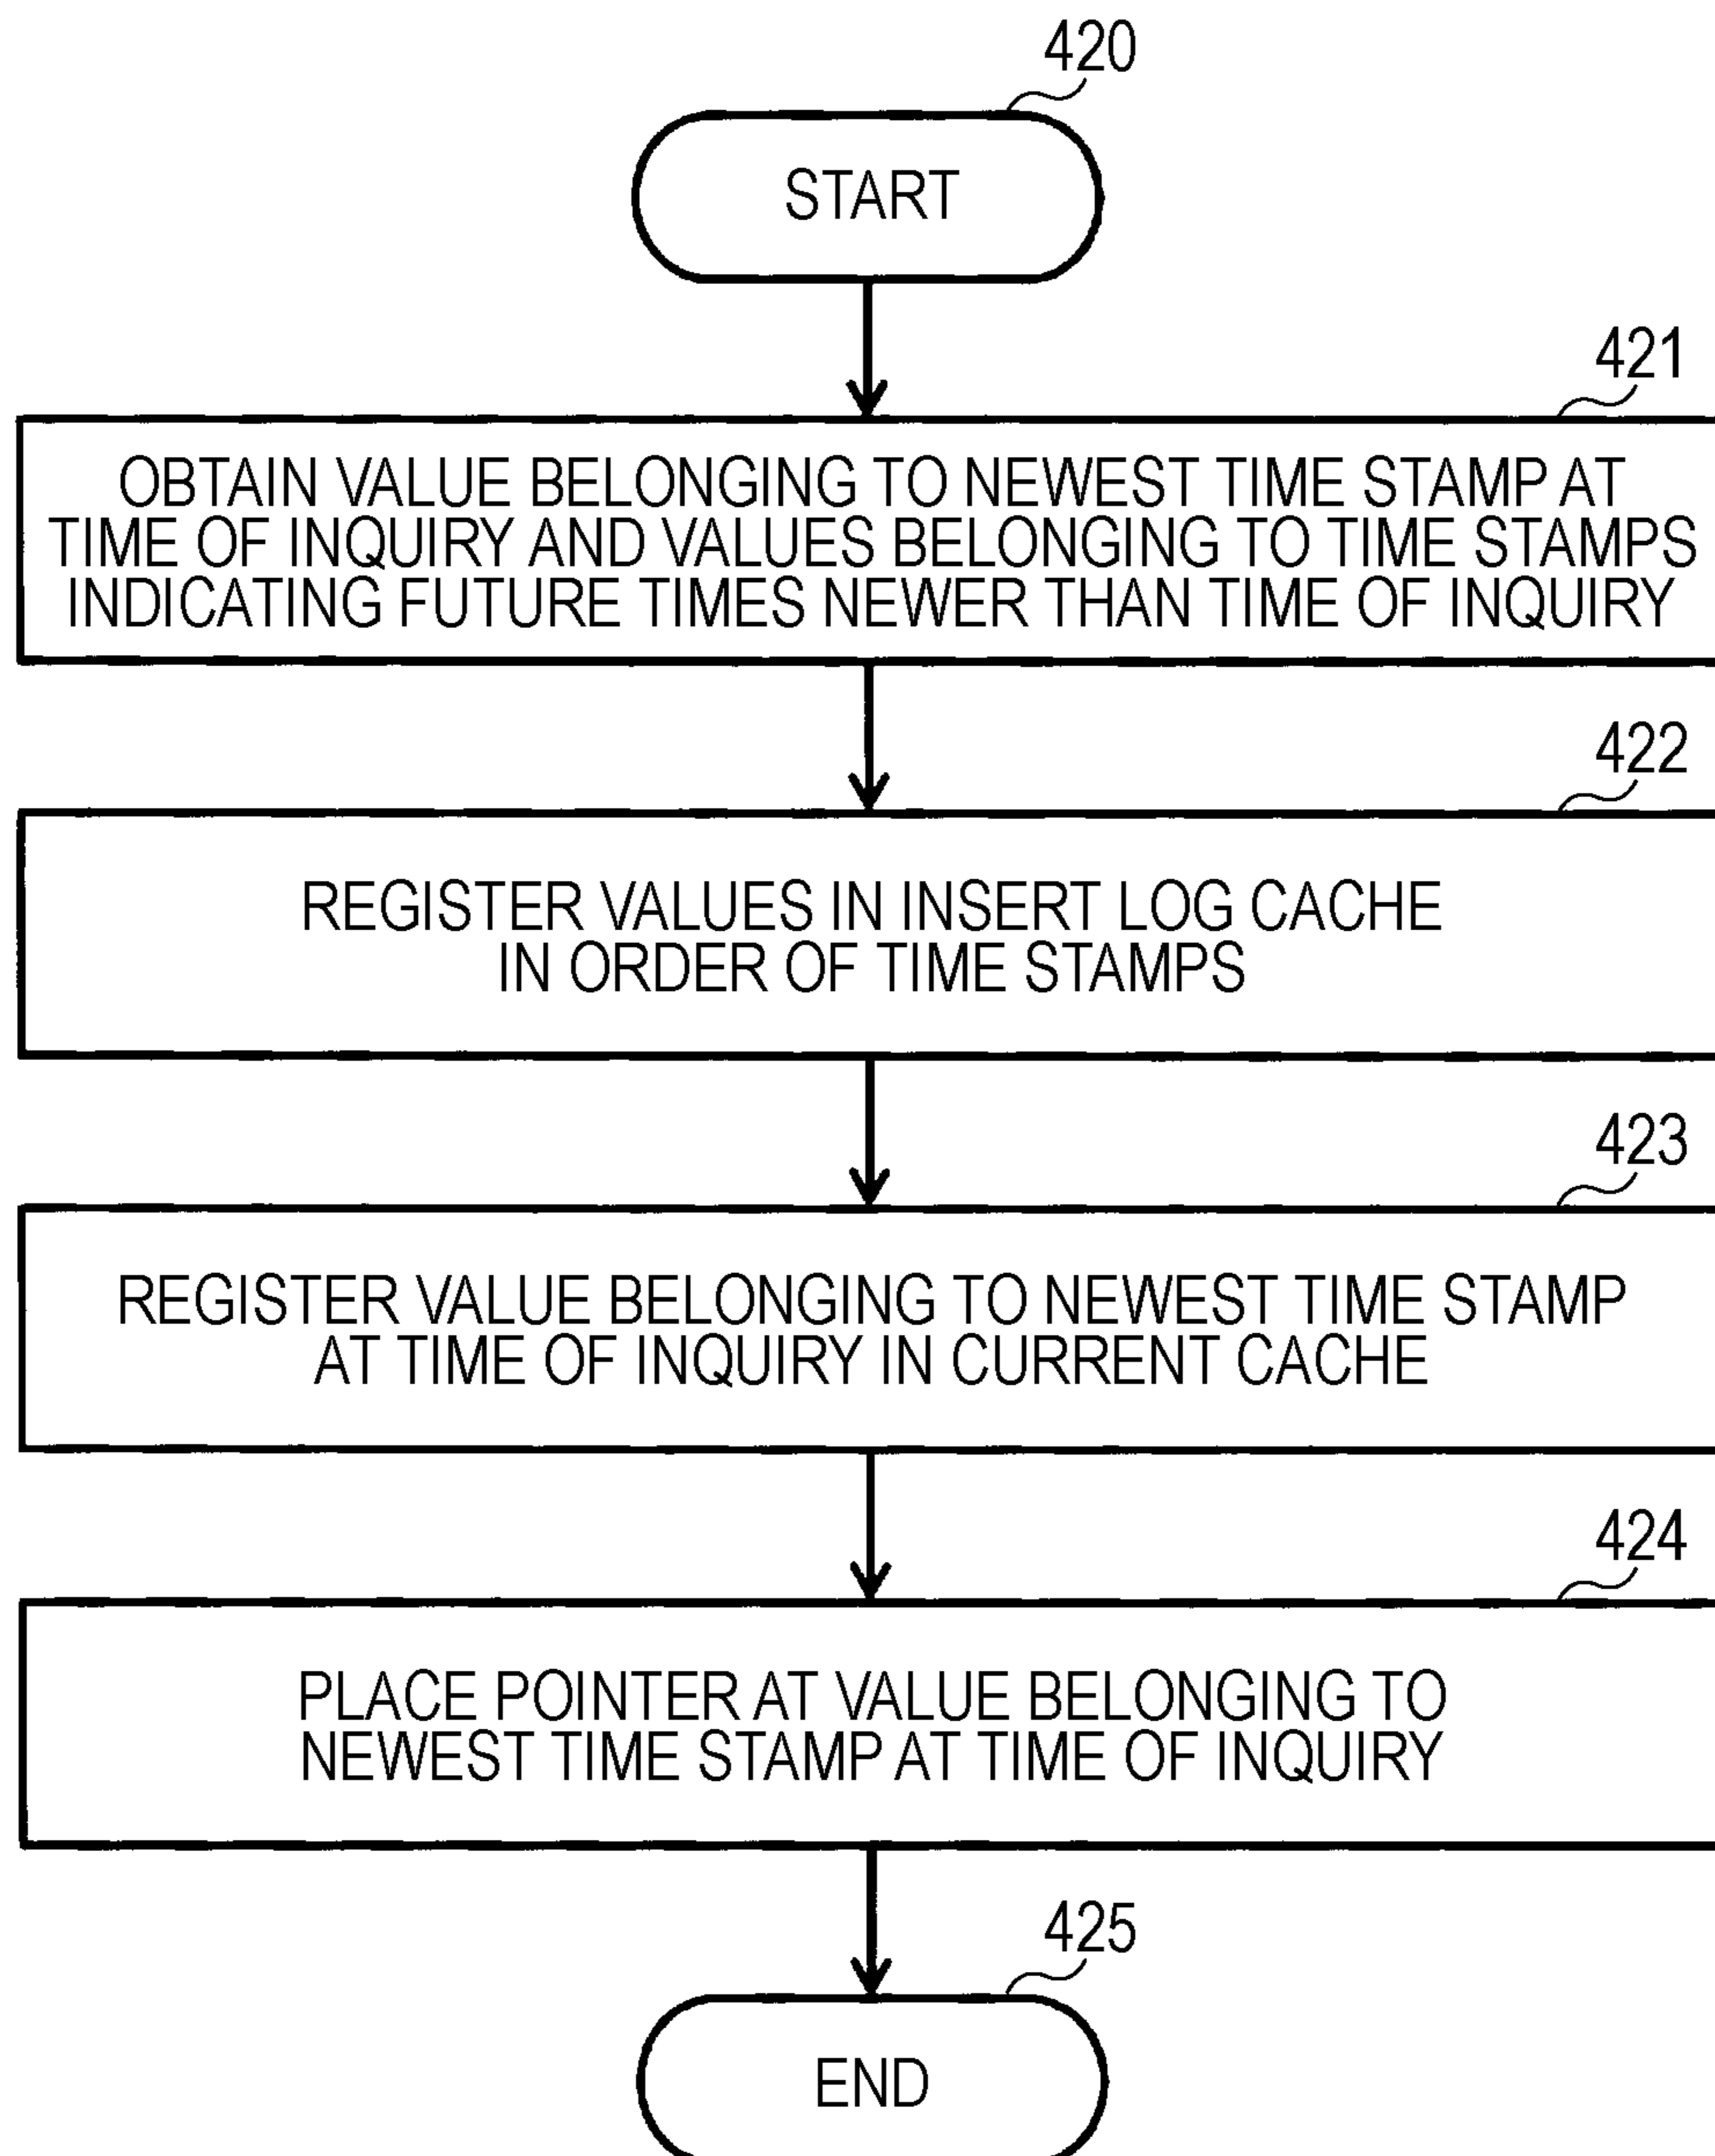 420
START
421
OBTAIN VALUE BELONGING TO NEWEST TIME STAMP AT
TIME OF INQUIRY AND VALUES BELONGING TO TIME STAMPS
INDICATING FUTURE TIMES NEWER THAN TIME OF INQUIRY
422
REGISTER VALUES IN INSERT LOG CACHE
IN ORDER OF TIME STAMPS
423
REGISTER VALUE BELONGING TO NEWEST TIME STAMP
AT TIME OF INQUIRY IN CURRENT CACHE
424
PLACE POINTER AT VALUE BELONGING TO
NEWEST TIME STAMP AT TIME OF INQUIRY
425
END